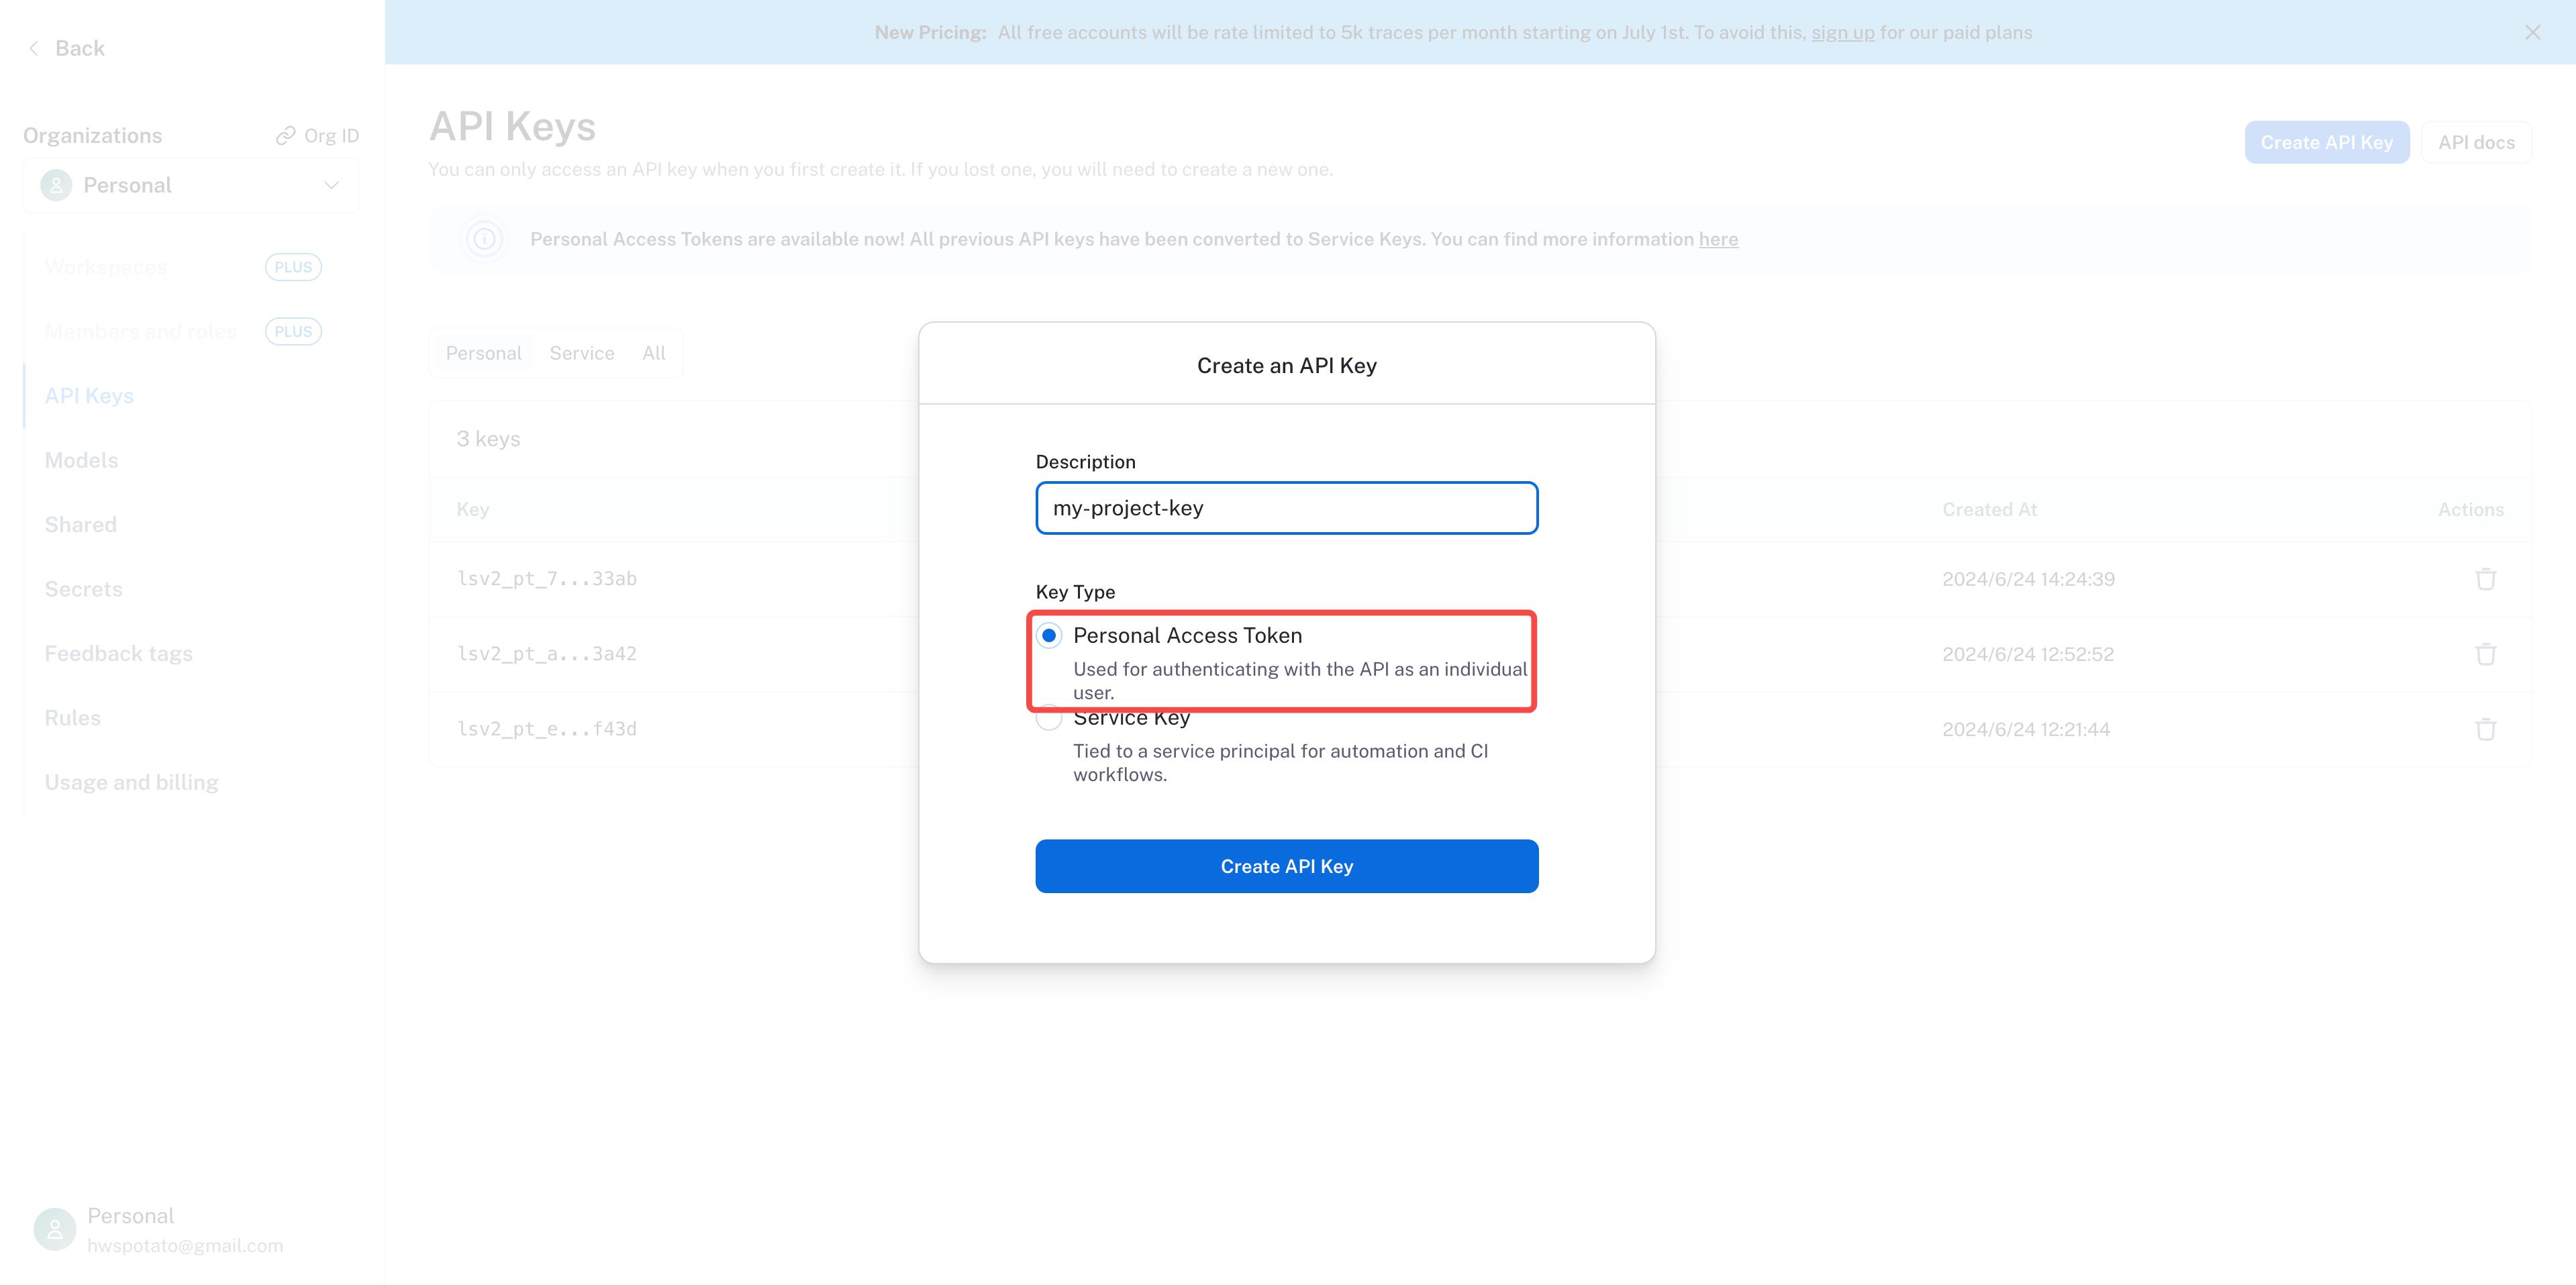 Back
New Pricing: All free accounts will be rate limited to 5k traces per month starting on July 1st. To avoid this, sign up for our paid plans
Organizations
Org ID
Personal
Workspaces
PLUS
Members and roles
PLUS
API Keys
Models
Shared
Secrets
Feedback tags
Rules
Usage and billing
Personal
hwspotato@gmail.com
API Keys
You can only access an API key when you first create it. If you lost one, you will need to create a new one.
Create API Key
API docs
Personal Access Tokens are available now! All previous API keys have been converted to Service Keys. You can find more information here
Personal
Service
All
3 keys
Key
Created At
Actions
lsv2_pt_7...33ab
2024/6/24 14:24:39
lsv2_pt_a...3a42
2024/6/24 12:52:52
lsv2_pt_e...f43d
2024/6/24 12:21:44
Create an API Key
Description
my-project-key
Key Type
Personal Access Token
Used for authenticating with the API as an individual
user.
Service Key
Tied to a service principal for automation and CI
workflows.
Create API Key